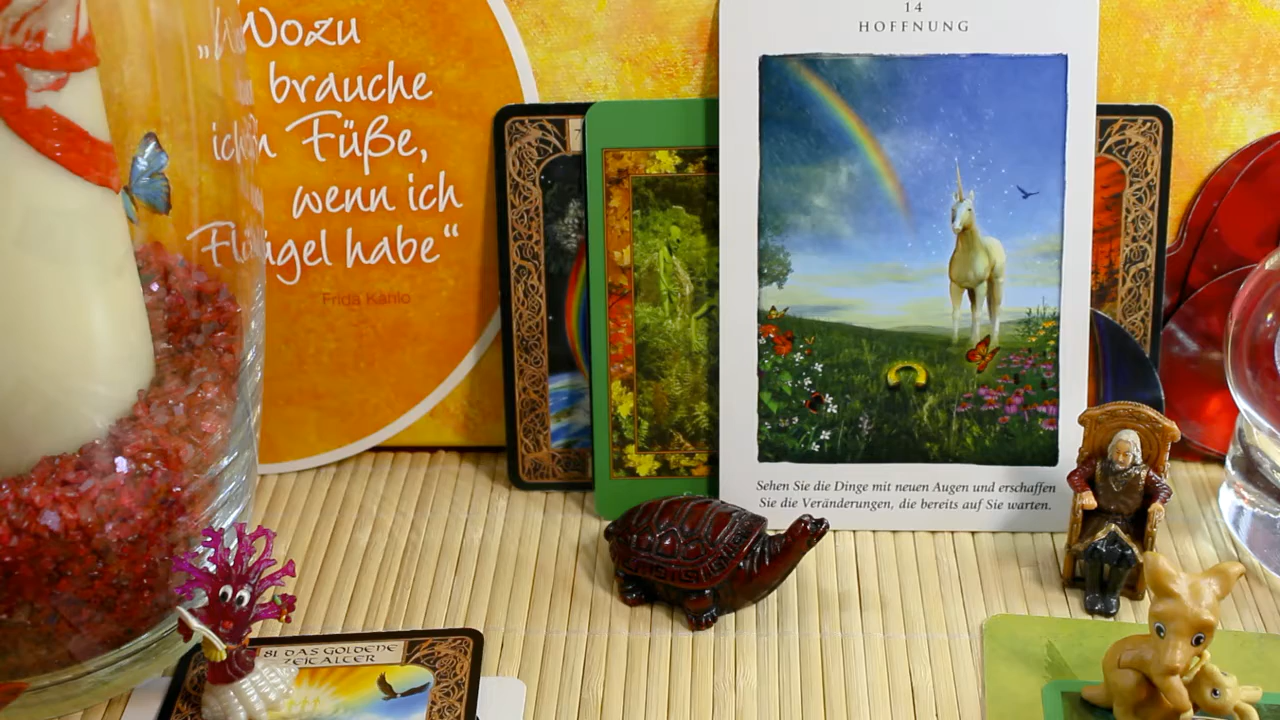 „Wozu
brauche
ich Füße,
wenn ich
Flügel habe“
Frida Kahlo
14
HOFFNUNG
Sehen Sie die Dinge mit neuen Augen und erschaffen
Sie die Veränderungen, die bereits auf Sie warten.
7
81 DAS GOLDENE
ZEITALTER